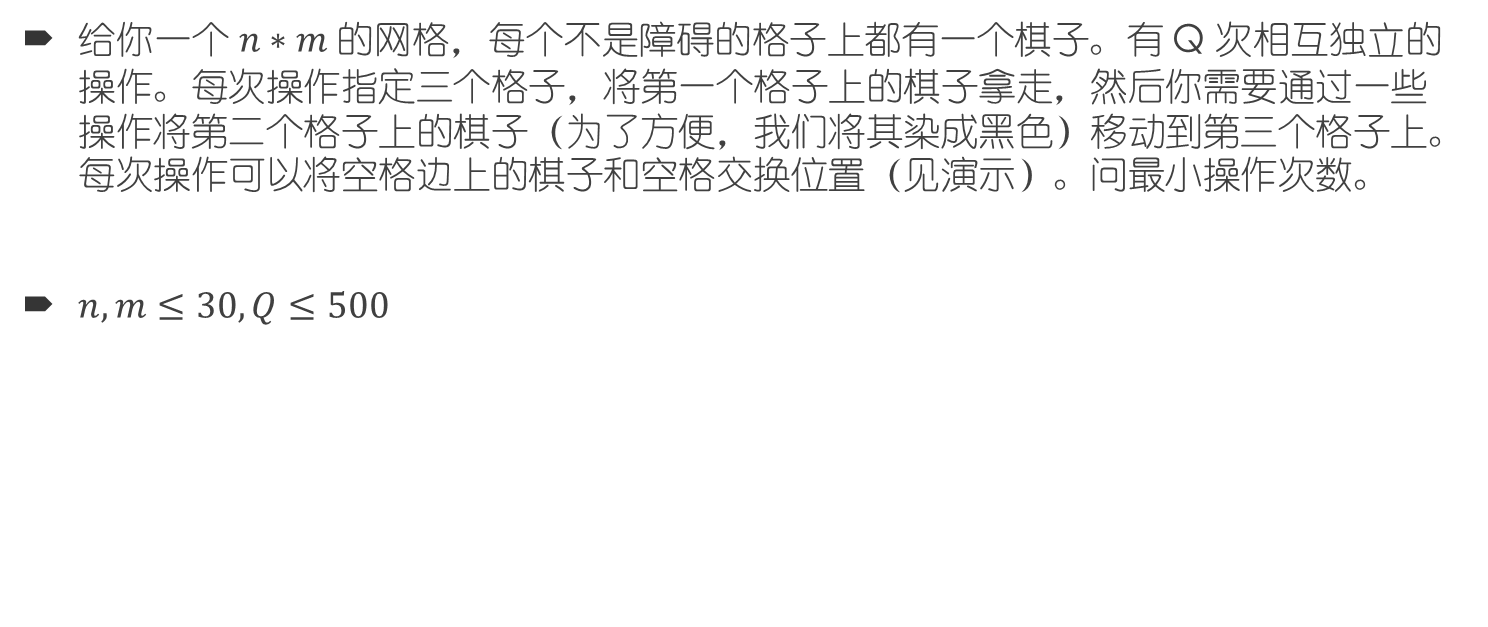 给你一个 n ∗ m 的网格，每个不是障碍的格子上都有一个棋子。有 Q 次相互独立的
操作。每次操作指定三个格子，将第一个格子上的棋子拿走，然后你需要通过一些
操作将第二个格子上的棋子（为了方便，我们将其染成黑色）移动到第三个格子上。
每次操作可以将空格边上的棋子和空格交换位置（见演示）。问最小操作次数。
n, m ≤ 30, Q ≤ 500